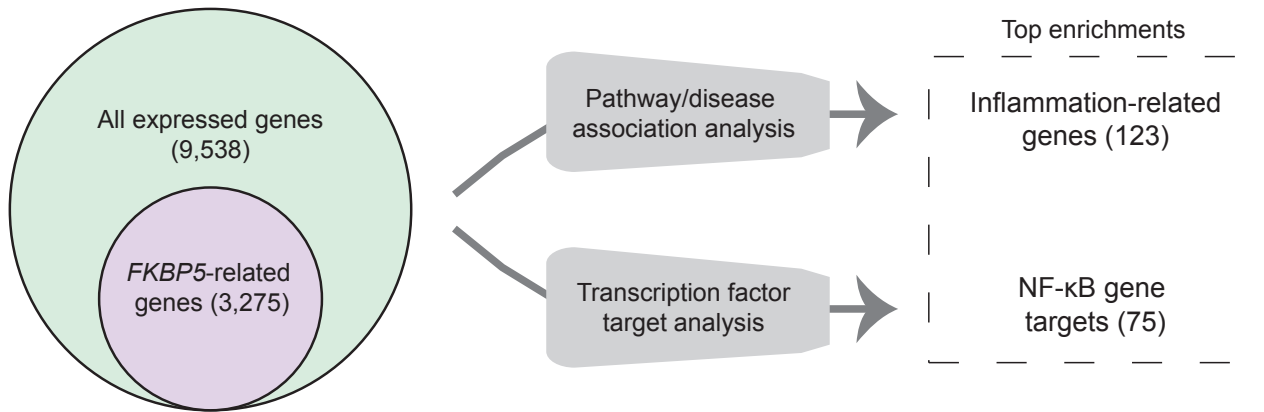 All expressed genes
(9,538)
FKBP5-related
genes (3,275)
Pathway/disease
association analysis
Transcription factor
target analysis
Top enrichments
Inflammation-related
genes (123)
NF-κB gene
targets (75)